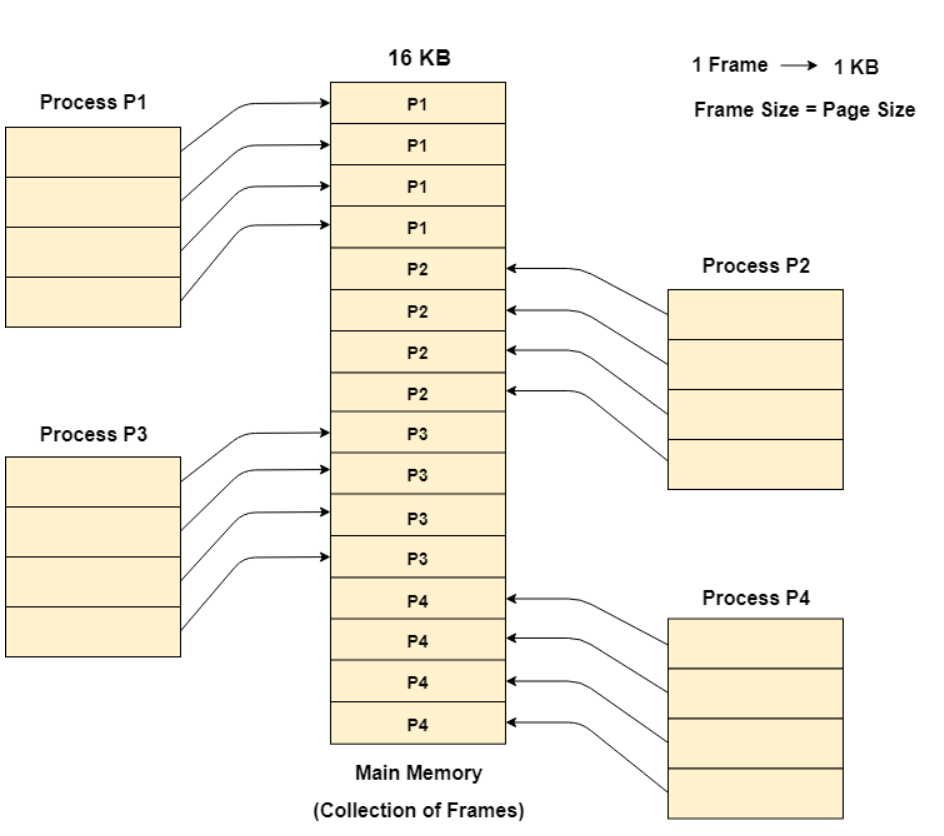 16 KB
1 Frame → 1 KB
Frame Size = Page Size
Process P1
P1
P1
P1
P1
Process P2
P2
P2
P2
P2
Process P3
P3
P3
P3
P3
Process P4
P4
P4
P4
P4
Main Memory
(Collection of Frames)